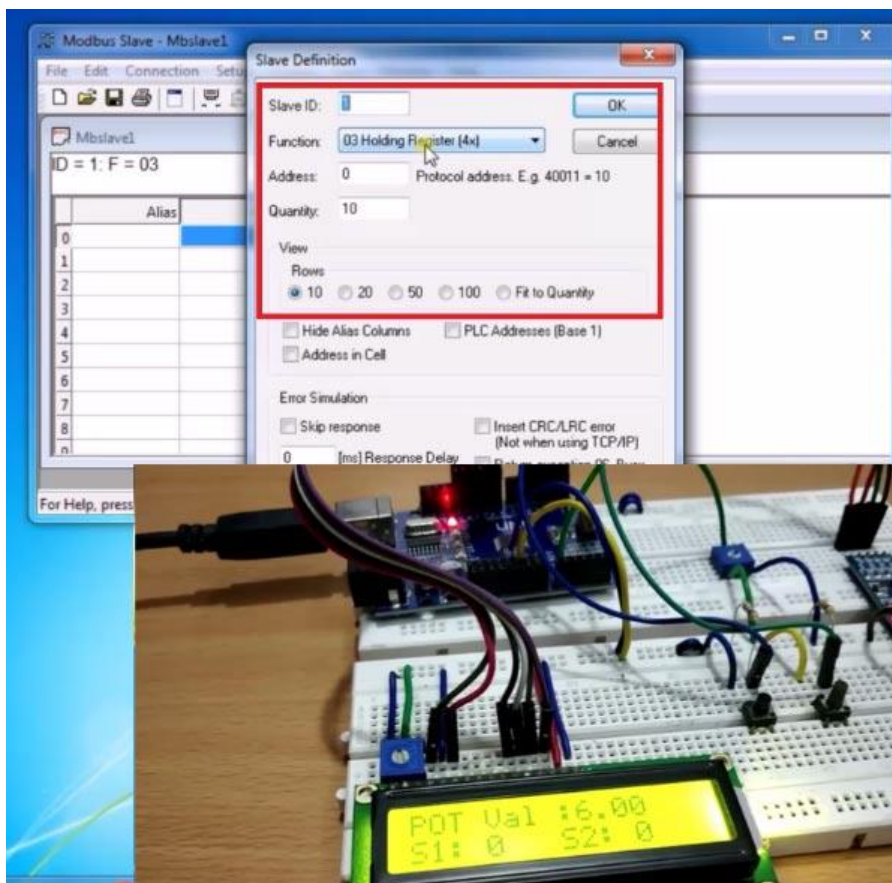 Modbus Slave - Mbslave1
File Edit Connection
Mbslave1
ID = 1: F = 03
Alias
0
1
2
3
4
5
6
7
8
For Help, press
Slave Definition
Slave ID: 1
OK
Function: 03 Holding Register (4x)
Cancel
Address: 0 Protocol address. E.g. 40011 = 10
Quantity: 10
View
Rows
10 20 50 100 Fit to Quantity
Hide Alias Columns PLC Addresses (Base 1)
Address in Cell
Error Simulation
Skip response Insert CRC/LRC error
(Not when using TCP/IP)
0 [ms] Response Delay
POT Val :6.00
S1: 0 S2: 0